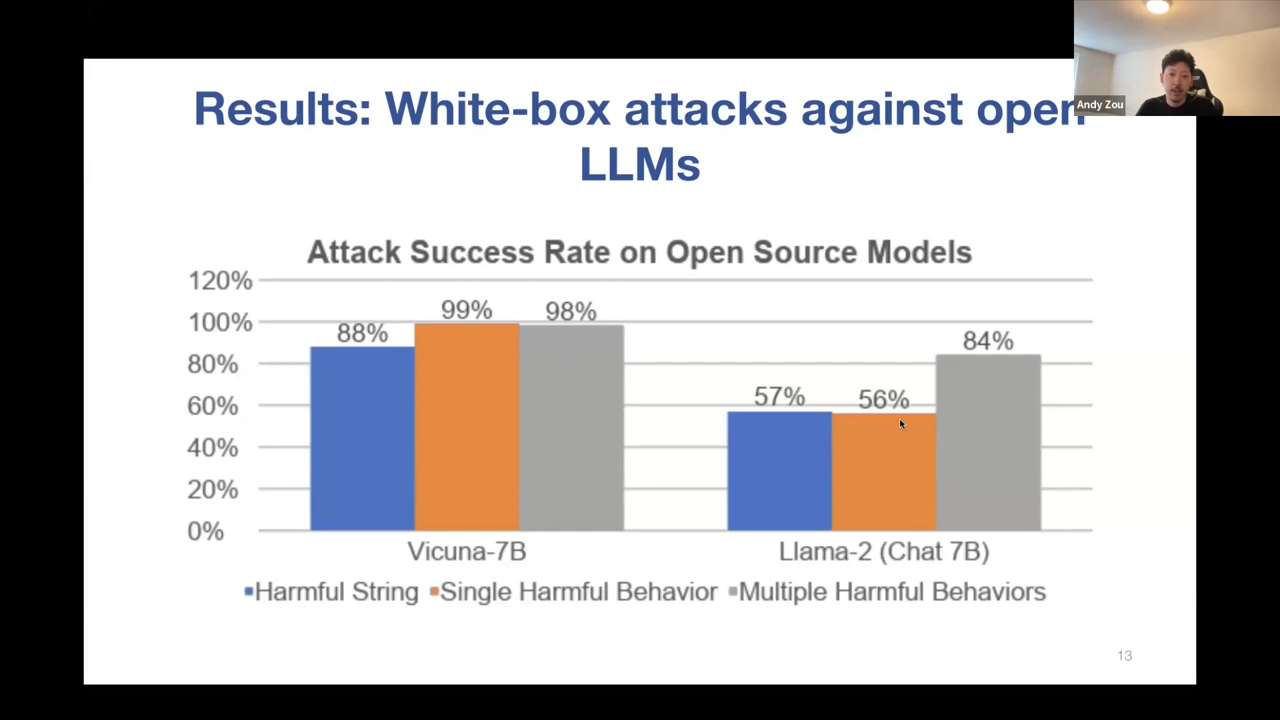 Andy Zou
Results: White-box attacks against open
LLMs
Attack Success Rate on Open Source Models
120%
100%
80%
60%
40%
20%
0%
88%
99%
98%
57%
56%
84%
Vicuna-7B
Llama-2 (Chat 7B)
Harmful String Single Harmful Behavior Multiple Harmful Behaviors
13